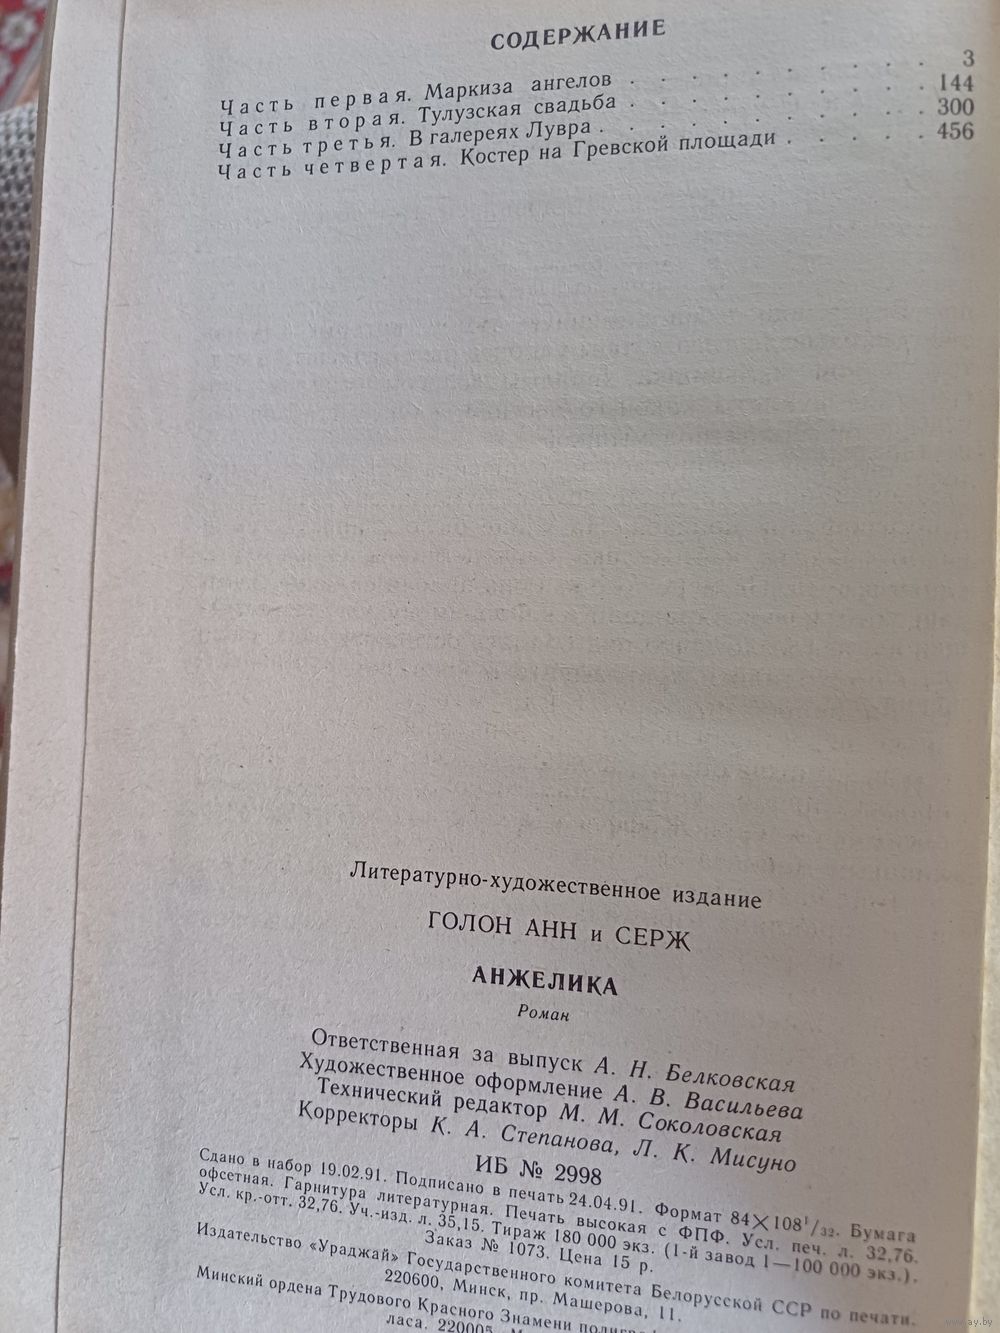 СОДЕРЖАНИЕ
Часть первая. Маркиза ангелов . . . . . . . . . . 3
Часть вторая. Тулузская свадьба . . . . . . . . . . 144
Часть третья. В галереях Лувра . . . . . . . . . . 300
Часть четвертая. Костер на Гревской площади . . . . . 456
Литературно-художественное издание
ГОЛОН АНН и СЕРЖ
АНЖЕЛИКА
Роман
Ответственная за выпуск А. Н. Белковская
Художественное оформление А. В. Васильева
Технический редактор М. М. Соколовская
Корректоры К. А. Степанова, Л. К. Мисуно
ИБ № 2998
Сдано в набор 19.02.91. Подписано в печать 24.04.91. Формат 84×108¹/₃₂. Бумага
офсетная. Гарнитура литературная. Печать высокая с ФПФ. Усл. печ. л. 32,76.
Усл. кр.-отт. 32,76. Уч.-изд. л. 35,15. Тираж 180 000 экз. (1-й завод 1—100 000 экз.).
Заказ № 1073. Цена 15 р.
Издательство «Ураджай» Государственного комитета Белорусской ССР по печати.
220600, Минск, пр. Машерова, 11.
Минский ордена Трудового Красного Знамени
ласа. 220005
www.ay.by